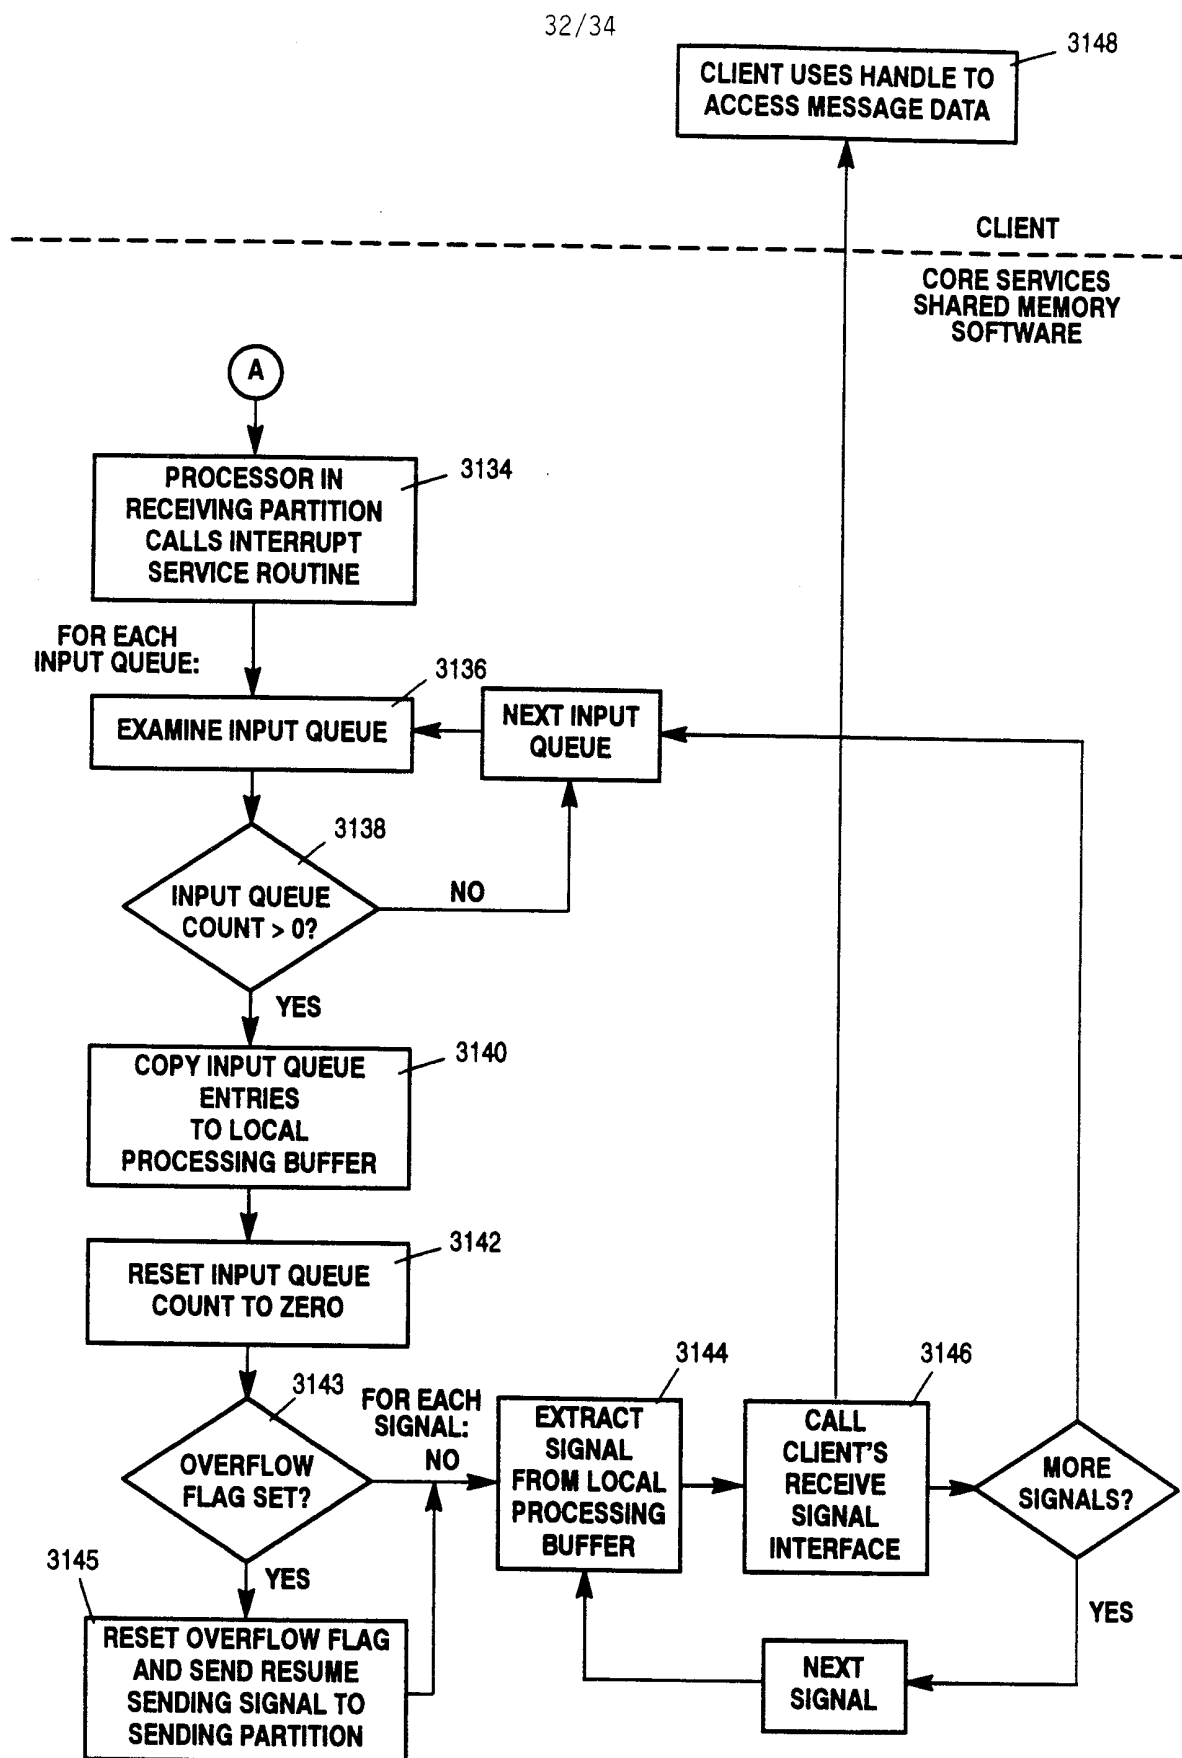 32/34
3148
CLIENT USES HANDLE TO
ACCESS MESSAGE DATA
CLIENT
CORE SERVICES
SHARED MEMORY
SOFTWARE
A
3134
PROCESSOR IN
RECEIVING PARTITION
CALLS INTERRUPT
SERVICE ROUTINE
FOR EACH
INPUT QUEUE:
3136
EXAMINE INPUT QUEUE
NEXT INPUT
QUEUE
3138
INPUT QUEUE
COUNT > 0?
NO
YES
3140
COPY INPUT QUEUE
ENTRIES
TO LOCAL
PROCESSING BUFFER
3142
RESET INPUT QUEUE
COUNT TO ZERO
3143
OVERFLOW
FLAG SET?
FOR EACH
SIGNAL:
NO
YES
3145
RESET OVERFLOW FLAG
AND SEND RESUME
SENDING SIGNAL TO
SENDING PARTITION
3144
EXTRACT
SIGNAL
FROM LOCAL
PROCESSING
BUFFER
3146
CALL
CLIENT'S
RECEIVE
SIGNAL
INTERFACE
MORE
SIGNALS?
YES
NEXT
SIGNAL